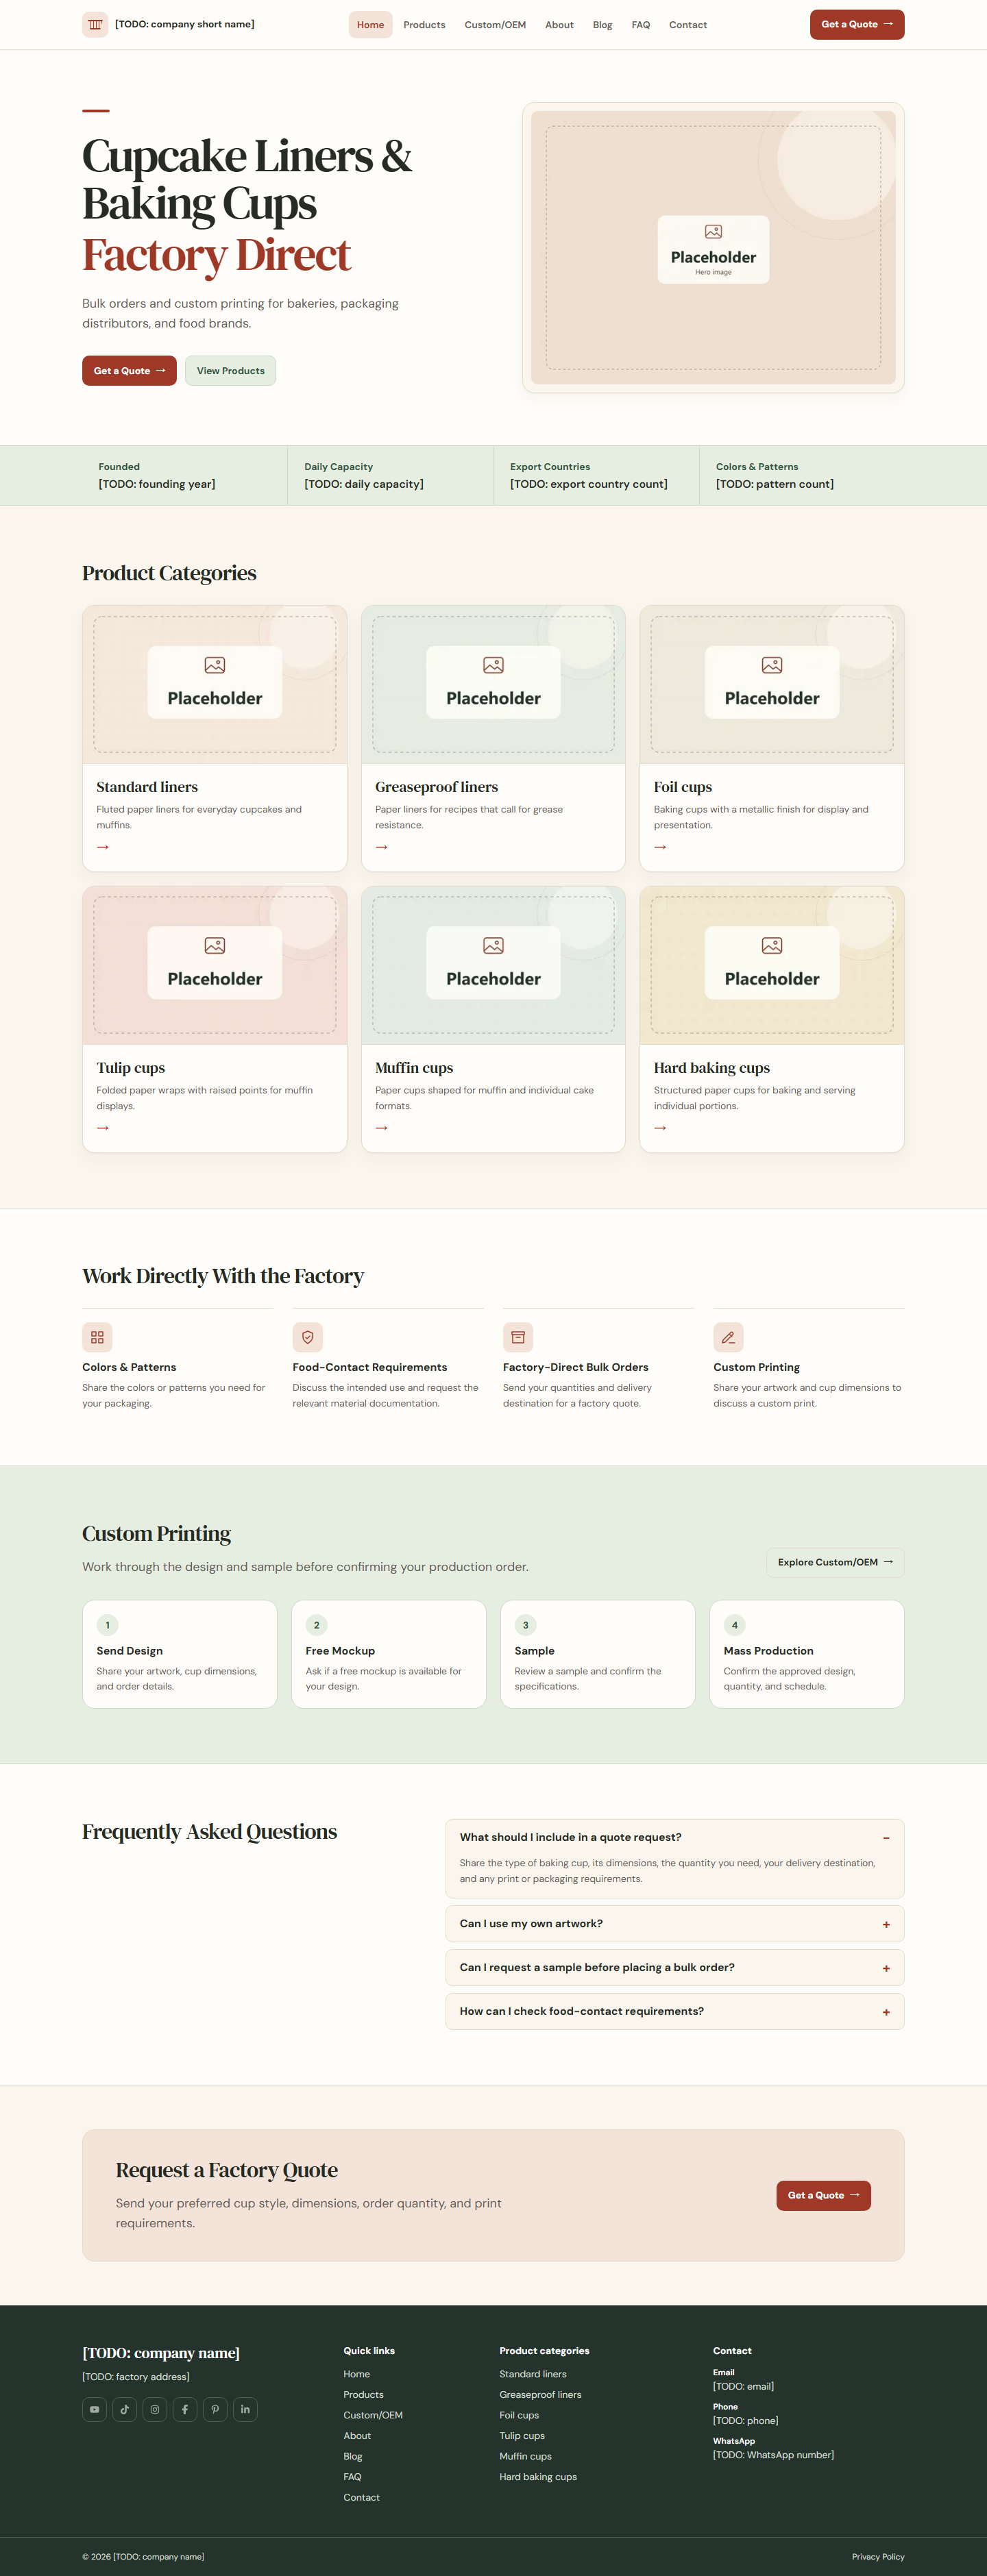 [TODO: company short name]
Home
Products
Custom/OEM
About
Blog
FAQ
Contact
Get a Quote →
Cupcake Liners &
Baking Cups
Factory Direct
Bulk orders and custom printing for bakeries, packaging
distributors, and food brands.
Get a Quote →
View Products
Placeholder
Hero image
Founded
[TODO: founding year]
Daily Capacity
[TODO: daily capacity]
Export Countries
[TODO: export country count]
Colors & Patterns
[TODO: pattern count]
Product Categories
Placeholder
Standard liners
Fluted paper liners for everyday cupcakes and
muffins.
→
Placeholder
Greaseproof liners
Paper liners for recipes that call for grease
resistance.
→
Placeholder
Foil cups
Baking cups with a metallic finish for display and
presentation.
→
Placeholder
Tulip cups
Folded paper wraps with raised points for muffin
displays.
→
Placeholder
Muffin cups
Paper cups shaped for muffin and individual cake
formats.
→
Placeholder
Hard baking cups
Structured paper cups for baking and serving
individual portions.
→
Work Directly With the Factory
Colors & Patterns
Share the colors or patterns you need for
your packaging.
Food-Contact Requirements
Discuss the intended use and request the
relevant material documentation.
Factory-Direct Bulk Orders
Send your quantities and delivery
destination for a factory quote.
Custom Printing
Share your artwork and cup dimensions to
discuss a custom print.
Custom Printing
Work through the design and sample before confirming your production order.
Explore Custom/OEM →
1
Send Design
Share your artwork, cup dimensions,
and order details.
2
Free Mockup
Ask if a free mockup is available for
your design.
3
Sample
Review a sample and confirm the
specifications.
4
Mass Production
Confirm the approved design,
quantity, and schedule.
Frequently Asked Questions
What should I include in a quote request? −
Share the type of baking cup, its dimensions, the quantity you need, your delivery destination,
and any print or packaging requirements.
Can I use my own artwork? +
Can I request a sample before placing a bulk order? +
How can I check food-contact requirements? +
Request a Factory Quote
Send your preferred cup style, dimensions, order quantity, and print
requirements.
Get a Quote →
[TODO: company name]
[TODO: factory address]
Quick links
Home
Products
Custom/OEM
About
Blog
FAQ
Contact
Product categories
Standard liners
Greaseproof liners
Foil cups
Tulip cups
Muffin cups
Hard baking cups
Contact
Email
[TODO: email]
Phone
[TODO: phone]
WhatsApp
[TODO: WhatsApp number]
© 2026 [TODO: company name]
Privacy Policy